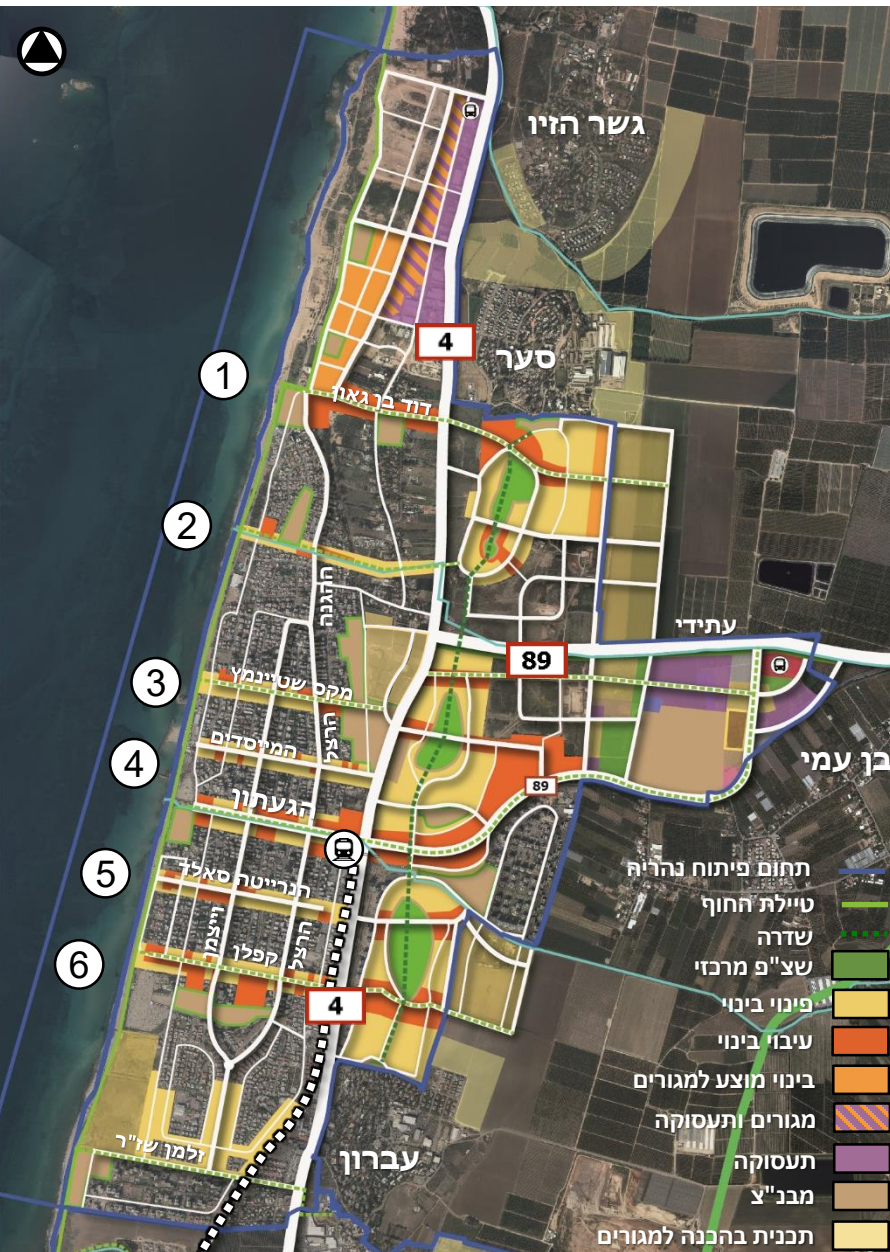 גשר הזיו
4
סער
1
דוד בן גאון
2
ההגנה
עתידי
89
3
מקס שטיינמץ
הרצל
4
המייסדים
בן עמי
89
הגעתון
5
הנרייטה סאלד
וייצמן
הרצל
6
קפלן
4
זלמן שז"ר
עברון
תחום פיתוח נהריה
טיילת החוף
שדרה
שצ"פ מרכזי
פינוי בינוי
עיבוי בינוי
בינוי מוצע למגורים
מגורים ותעסוקה
תעסוקה
מבנ"צ
תכנית בהכנה למגורים